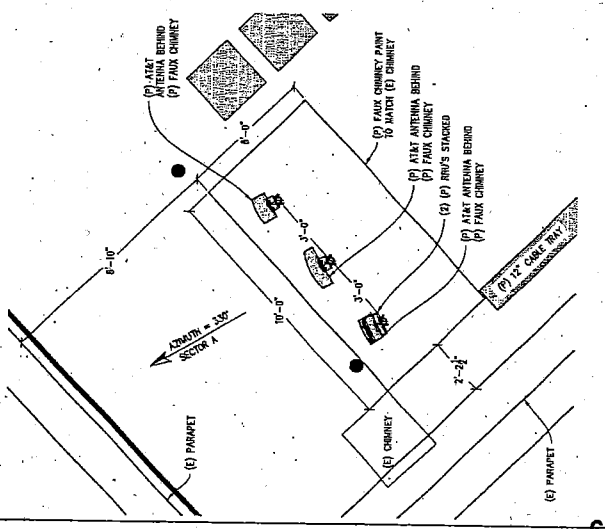 (P) AT&T
ANTENNA BEHIND
(P) FAUX CHIMNEY
(P) FAUX CHIMNEY PAINT
TO MATCH (E) CHIMNEY
(P) AT&T ANTENNA BEHIND
(P) FAUX CHIMNEY
(2) (P) RRU'S STACKED
(P) AT&T ANTENNA BEHIND
(P) FAUX CHIMNEY
(P) 12" CABLE TRAY
8'-10"
10'-0"
3'-0"
3'-0"
2'-2½"
AZIMUTH = 330°
SECTOR A
(E) PARAPET
(E) CHIMNEY
(E) PARAPET